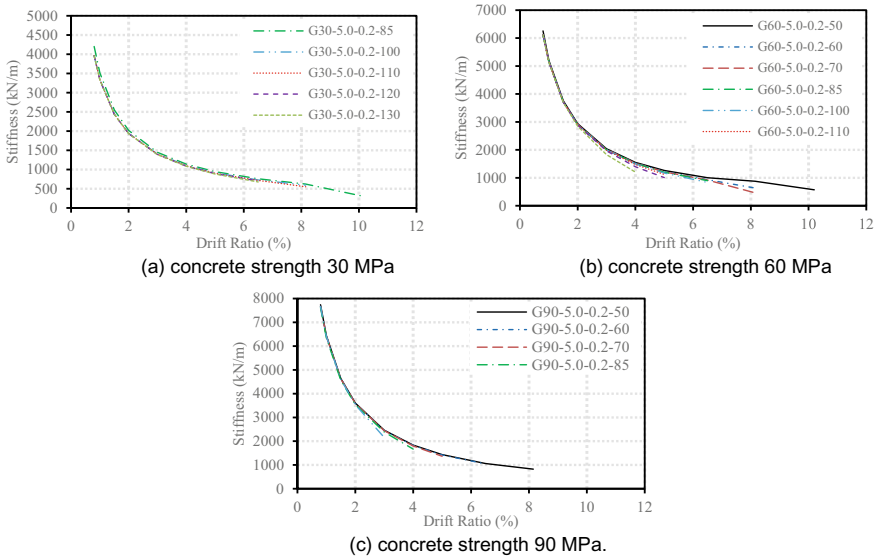 5000
4500
4000
3500
3000
2500
2000
1500
1000
500
0
Stiffness (kN/m)
G30-5.0-0.2-85
G30-5.0-0.2-100
G30-5.0-0.2-110
G30-5.0-0.2-120
G30-5.0-0.2-130
0 2 4 6 8 10 12
Drift Ratio (%)
(a) concrete strength 30 MPa
7000
6000
5000
4000
3000
2000
1000
0
Stiffness (kN/m)
G60-5.0-0.2-50
G60-5.0-0.2-60
G60-5.0-0.2-70
G60-5.0-0.2-85
G60-5.0-0.2-100
G60-5.0-0.2-110
0 2 4 6 8 10 12
Drift Ratio (%)
(b) concrete strength 60 MPa
8000
7000
6000
5000
4000
3000
2000
1000
0
Stiffness (kN/m)
G90-5.0-0.2-50
G90-5.0-0.2-60
G90-5.0-0.2-70
G90-5.0-0.2-85
0 2 4 6 8 10 12
Drift Ratio (%)
(c) concrete strength 90 MPa.